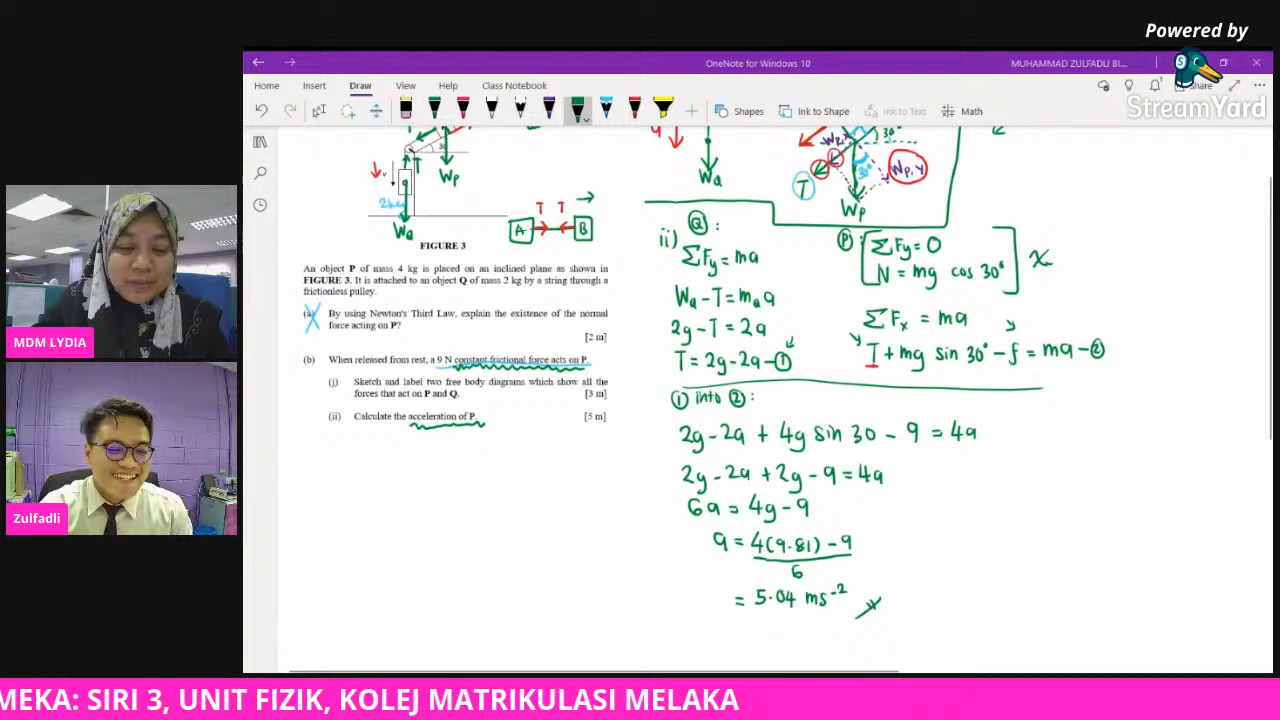 Powered by
StreamYard
OneNote for Windows 10
MUHAMMAD ZULFADLI BI...
Home
Insert
Draw
View
Help
Share
Shapes
Ink to Shape
Ink to Text
Math
30
WP
v
T
q
2kg
Wa
T T
A B
FIGURE 3
Wa
30°
WP,x
30°
WP,y
T
WP
An object P of mass 4 kg is placed on an inclined plane as shown in
FIGURE 3. It is attached to an object Q of mass 2 kg by a string through a
frictionless pulley.
(a) By using Newton's Third Law, explain the existence of the normal
force acting on P?
[2 m]
(b) When released from rest, a 9 N constant frictional force acts on P.
(i) Sketch and label two free body diagrams which show all the
forces that act on P and Q. [3 m]
(ii) Calculate the acceleration of P. [5 m]
ii) Q :
ΣFy = ma
Wa - T = maa
2g - T = 2a
T = 2g - 2a - ①
P ΣFy = 0
N = mg cos 30°
x
ΣFx = ma
T + mg sin 30° - f = ma - ②
① into ② :
2g - 2a + 4g sin 30 - 9 = 4a
2g - 2a + 2g - 9 = 4a
6a = 4g - 9
a = 4(9.81) - 9
6
= 5.04 ms-2
MDM LYDIA
Zulfadli
MEKA: SIRI 3, UNIT FIZIK, KOLEJ MATRIKULASI MELAKA